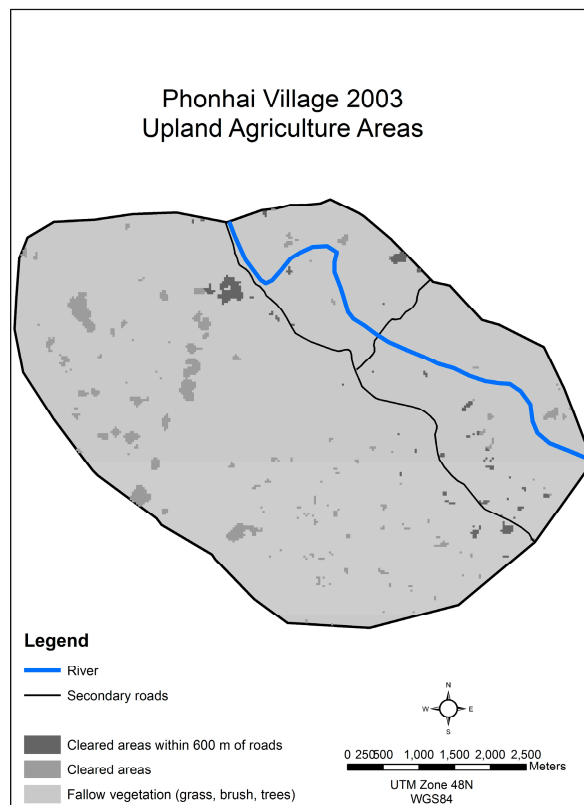 Phonhai Village 2003
Upland Agriculture Areas
Legend
River
Secondary roads
Cleared areas within 600 m of roads
Cleared areas
Fallow vegetation (grass, brush, trees)
N
W E
S
0 250500 1,000 1,500 2,000 2,500
Meters
UTM Zone 48N
WGS84